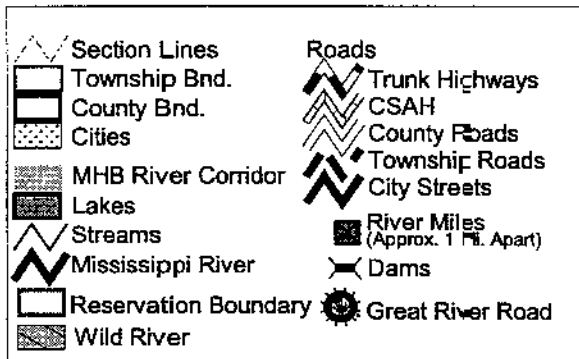 Section Lines
Township Bnd.
County Bnd.
Cities
MHB River Corridor
Lakes
Streams
Mississippi River
Reservation Boundary
Wild River
Roads
Trunk Highways
CSAH
County Roads
Township Roads
City Streets
River Miles
(Approx. 1 Mi. Apart)
Dams
Great River Road